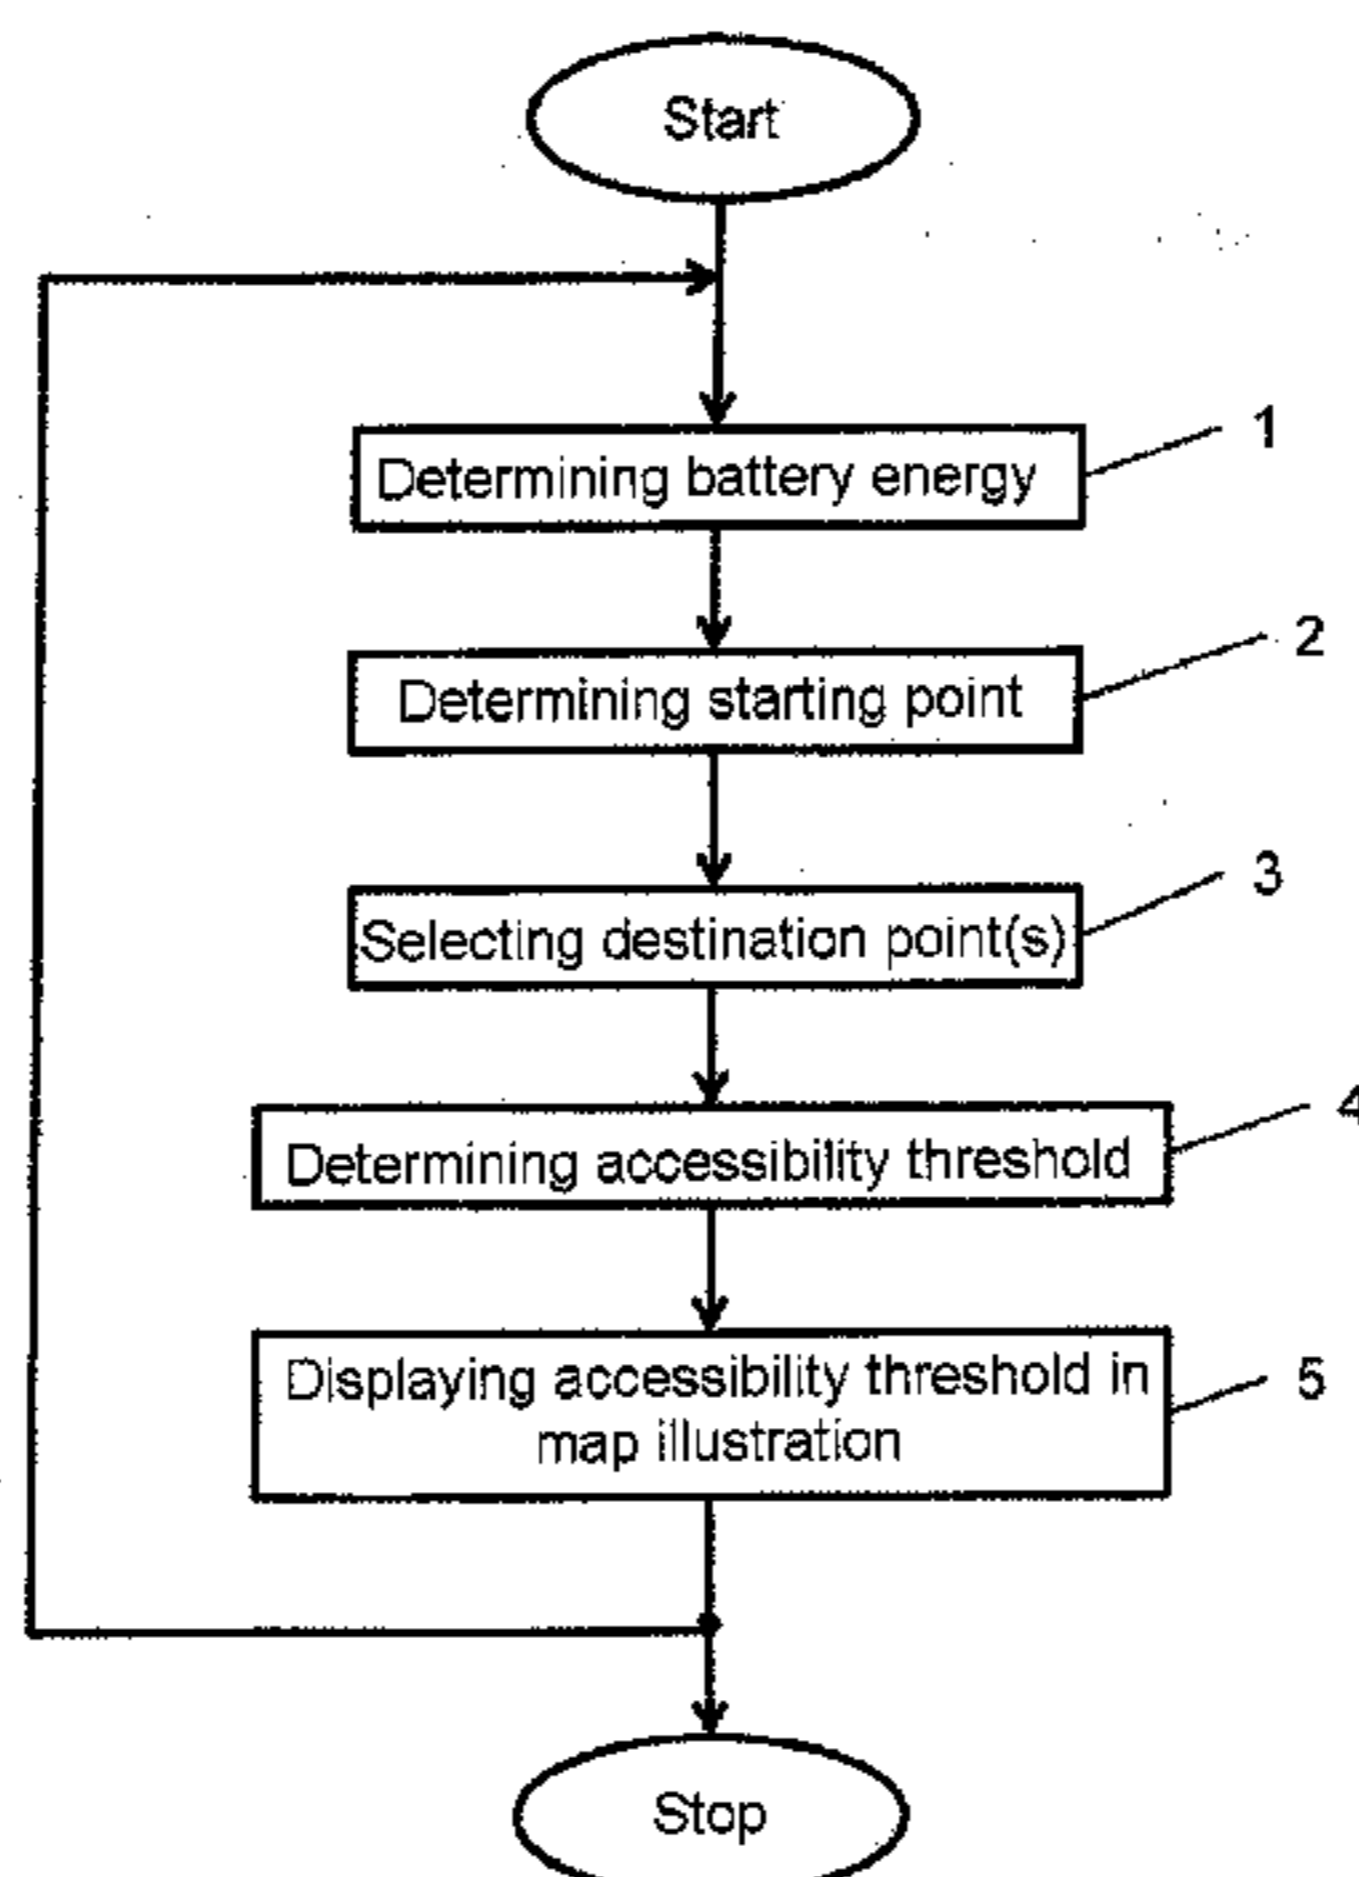 Start
Determining battery energy
1
Determining starting point
2
Selecting destination point(s)
3
Determining accessibility threshold
4
Displaying accessibility threshold in
map illustration
5
Stop